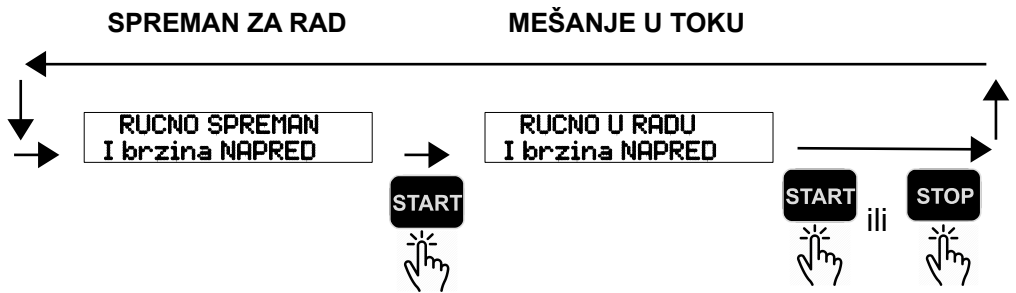 SPREMAN ZA RAD
MEŠANJE U TOKU
RUCNO SPREMAN
I brzina NAPRED
RUCNO U RADU
I brzina NAPRED
START
START
ili
STOP